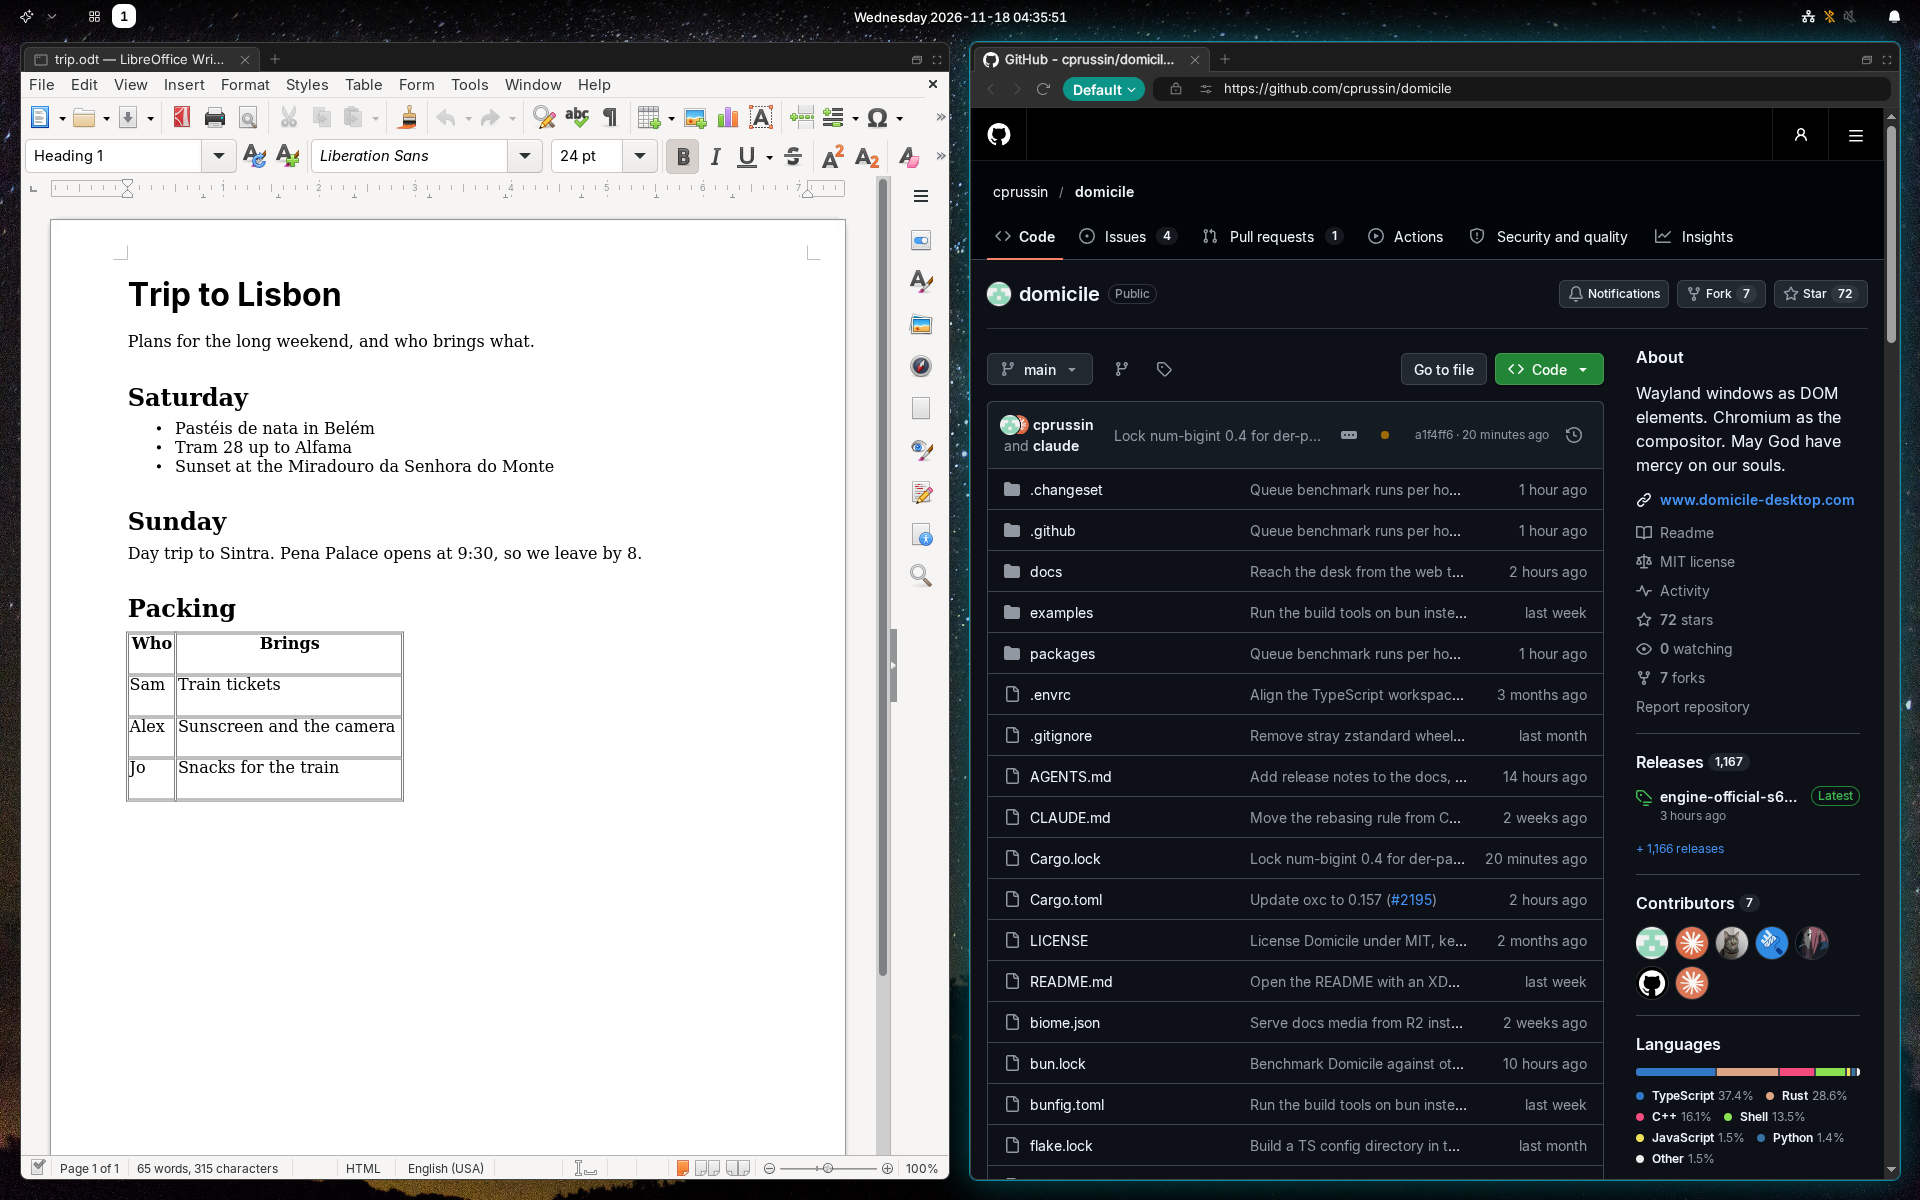 1
Wednesday 2026-11-18 04:35:51
trip.odt — LibreOffice Wri...
File Edit View Insert Format Styles Table Form Tools Window Help
Heading 1
Liberation Sans
24 pt
1 2 3 4 5 6 7
Trip to Lisbon
Plans for the long weekend, and who brings what.
Saturday
• Pastéis de nata in Belém
• Tram 28 up to Alfama
• Sunset at the Miradouro da Senhora do Monte
Sunday
Day trip to Sintra. Pena Palace opens at 9:30, so we leave by 8.
Packing
Who Brings
Sam Train tickets
Alex Sunscreen and the camera
Jo Snacks for the train
Page 1 of 1 65 words, 315 characters HTML English (USA) 100%
GitHub - cprussin/domicil...
Default https://github.com/cprussin/domicile
cprussin / domicile
Code Issues 4 Pull requests 1 Actions Security and quality Insights
domicile Public Notifications Fork 7 Star 72
main Go to file Code
cprussin and claude Lock num-bigint 0.4 for der-p... a1f4ff6 · 20 minutes ago
.changeset Queue benchmark runs per ho... 1 hour ago
.github Queue benchmark runs per ho... 1 hour ago
docs Reach the desk from the web t... 2 hours ago
examples Run the build tools on bun inste... last week
packages Queue benchmark runs per ho... 1 hour ago
.envrc Align the TypeScript workspac... 3 months ago
.gitignore Remove stray zstandard wheel... last month
AGENTS.md Add release notes to the docs, ... 14 hours ago
CLAUDE.md Move the rebasing rule from C... 2 weeks ago
Cargo.lock Lock num-bigint 0.4 for der-pa... 20 minutes ago
Cargo.toml Update oxc to 0.157 (#2195) 2 hours ago
LICENSE License Domicile under MIT, ke... 2 months ago
README.md Open the README with an XD... last week
biome.json Serve docs media from R2 inst... 2 weeks ago
bun.lock Benchmark Domicile against ot... 10 hours ago
bunfig.toml Run the build tools on bun inste... last week
flake.lock Build a TS config directory in t... last month
About
Wayland windows as DOM
elements. Chromium as the
compositor. May God have
mercy on our souls.
www.domicile-desktop.com
Readme
MIT license
Activity
72 stars
0 watching
7 forks
Report repository
Releases 1,167
engine-official-s6... Latest
3 hours ago
+ 1,166 releases
Contributors 7
Languages
TypeScript 37.4% Rust 28.6%
C++ 16.1% Shell 13.5%
JavaScript 1.5% Python 1.4%
Other 1.5%